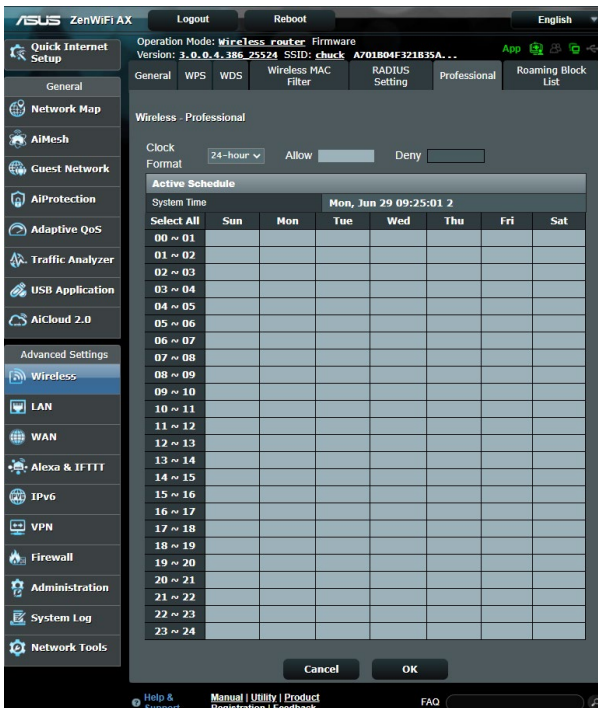 ASUS ZenWiFi AX Logout Reboot English
Quick Internet Setup
Operation Mode: Wireless router Firmware
Version: 3.0.0.4.386_25524 SSID: chuck A701B04F321B35A...
App
General WPS WDS Wireless MAC Filter RADIUS Setting Professional Roaming Block List
General
Network Map
AiMesh
Guest Network
AiProtection
Adaptive QoS
Traffic Analyzer
USB Application
AiCloud 2.0
Advanced Settings
Wireless
LAN
WAN
Alexa & IFTTT
IPv6
VPN
Firewall
Administration
System Log
Network Tools
Wireless - Professional
Clock Format 24-hour Allow Deny
Active Schedule
System Time Mon, Jun 29 09:25:01 2
Select All Sun Mon Tue Wed Thu Fri Sat
00 ~ 01
01 ~ 02
02 ~ 03
03 ~ 04
04 ~ 05
05 ~ 06
06 ~ 07
07 ~ 08
08 ~ 09
09 ~ 10
10 ~ 11
11 ~ 12
12 ~ 13
13 ~ 14
14 ~ 15
15 ~ 16
16 ~ 17
17 ~ 18
18 ~ 19
19 ~ 20
20 ~ 21
21 ~ 22
22 ~ 23
23 ~ 24
Cancel OK
Help & Support Manual | Utility | Product Registration | Feedback FAQ